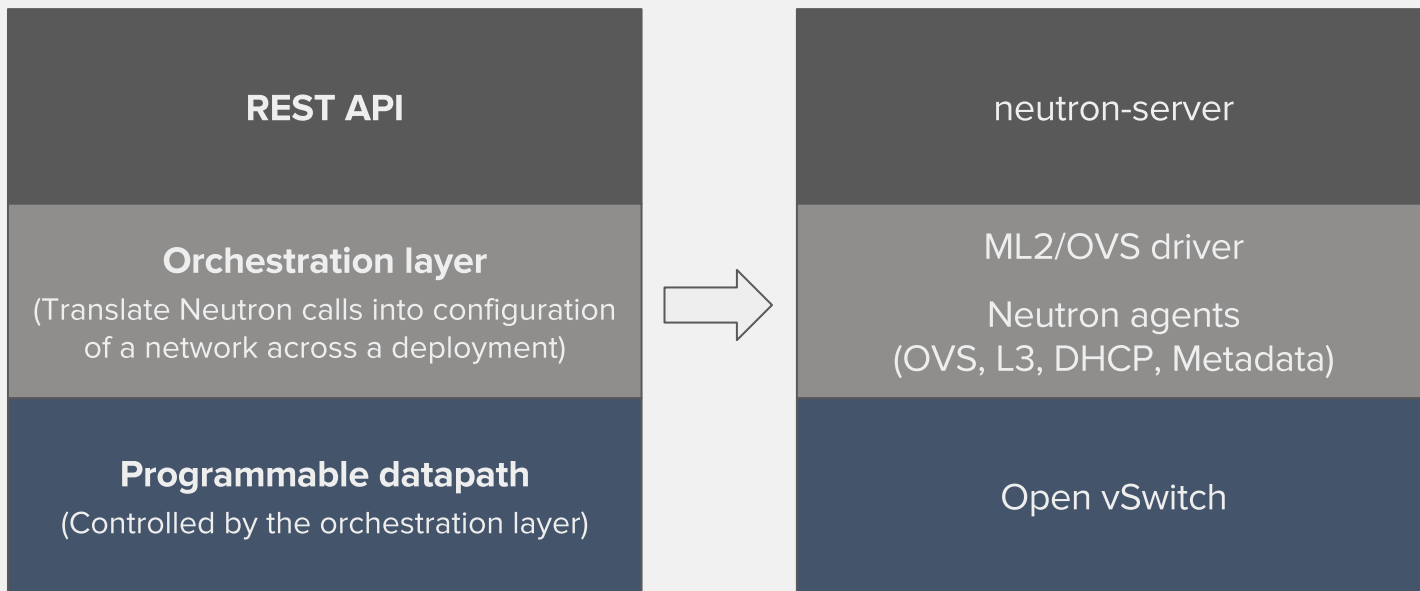 REST API
Orchestration layer
(Translate Neutron calls into configuration
of a network across a deployment)
Programmable datapath
(Controlled by the orchestration layer)
neutron-server
ML2/OVS driver
Neutron agents
(OVS, L3, DHCP, Metadata)
Open vSwitch